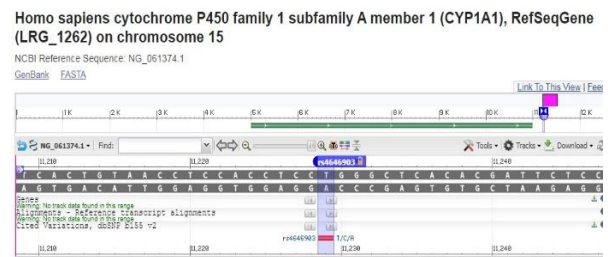 Homo sapiens cytochrome P450 family 1 subfamily A member 1 (CYP1A1), RefSeqGene
(LRG_1262) on chromosome 15
NCBI Reference Sequence: NG_061374.1
GenBank FASTA
Link To This View | Feed
1K 2K 3K 4K 5K 6K 7K 8K 9K 10K 12K
NG_061374.1 Find: Tools Tracks Download
11,210 11,220 rs4646903 11,240
T C A C T G T A A C C T C C A C C T C C T G G G C T C A C A C G A T T C T C C
A G T G A C A T T G G A G G T G G A G G A C C C G A G T G T G C T A A G A G G
Genes
Warning: No track data found in this range
Alignments - Reference transcript alignments
Warning: No track data found in this range
Cited Variations, dbSNP b155 v2
rs4646903 T/C/A
11,210 11,220 11,240